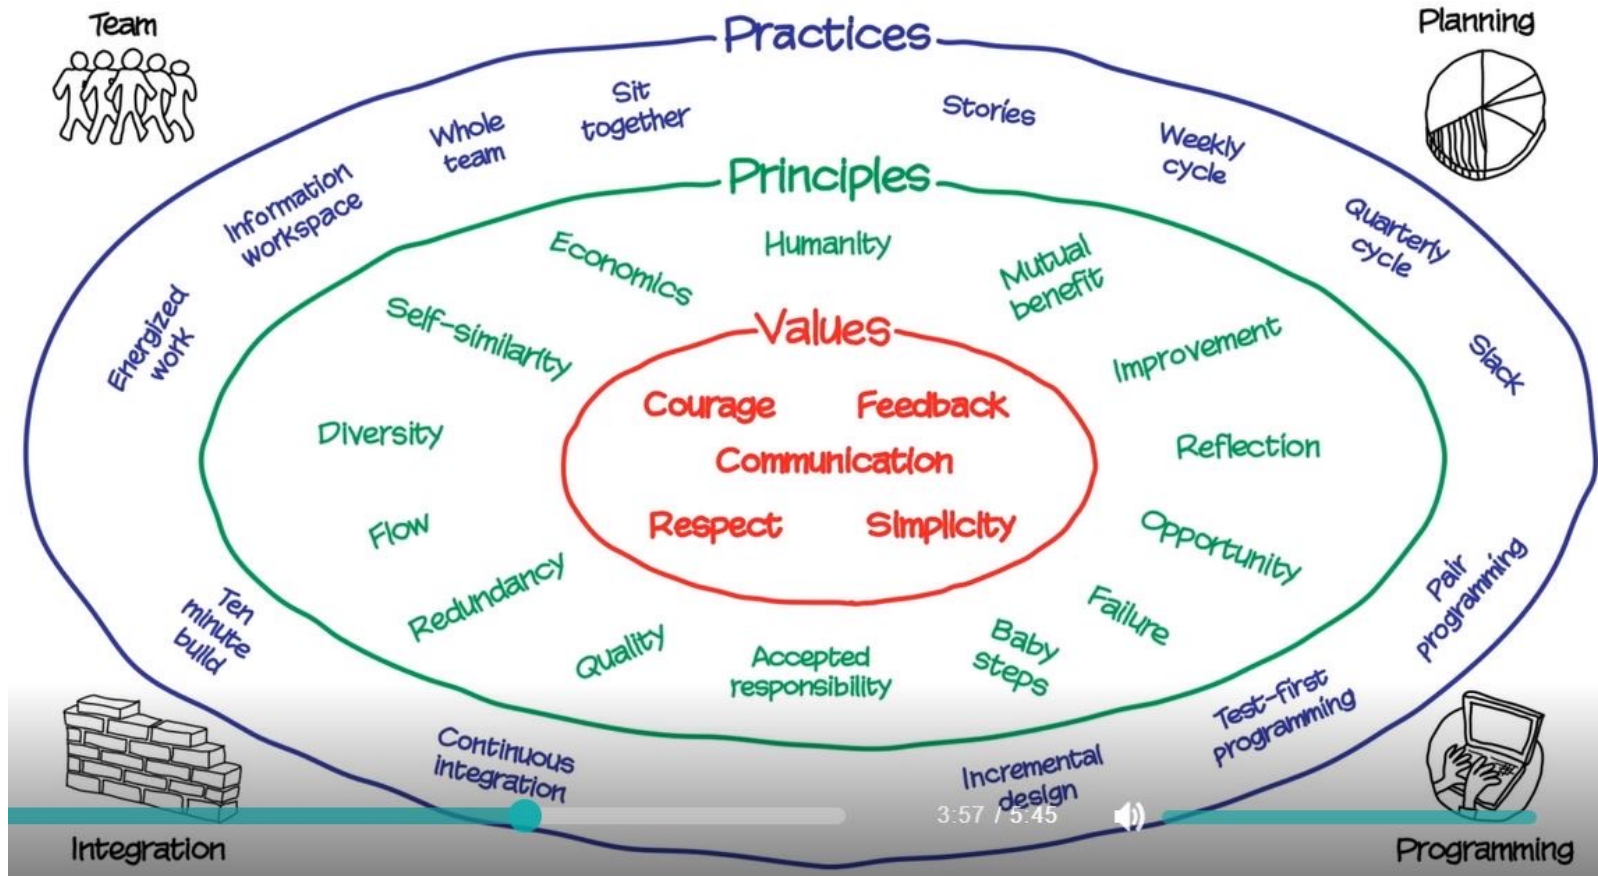 Team
Planning
Practices
Sit
together
Whole
team
Stories
Weekly
cycle
Information
workspace
Quarterly
cycle
Energized
work
Slack
Principles
Economics
Humanity
Mutual
benefit
Self-similarity
Improvement
Values
Courage
Feedback
Communication
Respect
Simplicity
Diversity
Reflection
Flow
Opportunity
Redundancy
Failure
Quality
Accepted
responsibility
Baby
steps
Ten
minute
build
Pair
programming
Test-first
programming
Continuous
integration
Incremental
design
3:57 / 5:45
Integration
Programming